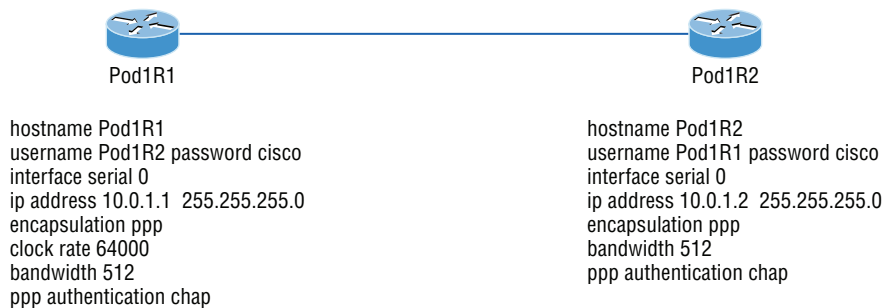 Pod1R1
Pod1R2
hostname Pod1R1
username Pod1R2 password cisco
interface serial 0
ip address 10.0.1.1 255.255.255.0
encapsulation ppp
clock rate 64000
bandwidth 512
ppp authentication chap
hostname Pod1R2
username Pod1R1 password cisco
interface serial 0
ip address 10.0.1.2 255.255.255.0
encapsulation ppp
bandwidth 512
ppp authentication chap